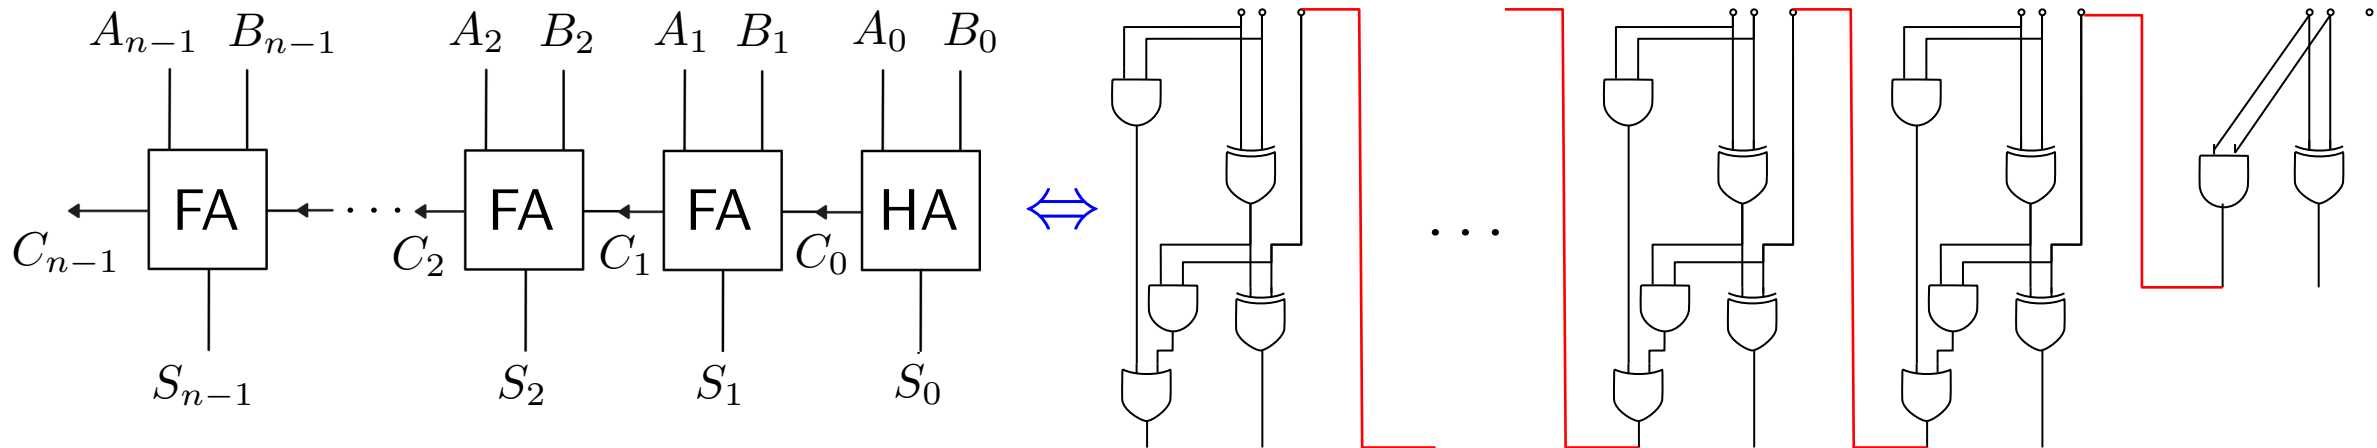 A_{n-1} B_{n-1} A_2 B_2 A_1 B_1 A_0 B_0
FA ... FA FA HA ⇔ ...
C_{n-1} C_2 C_1 C_0
S_{n-1} S_2 S_1 S_0